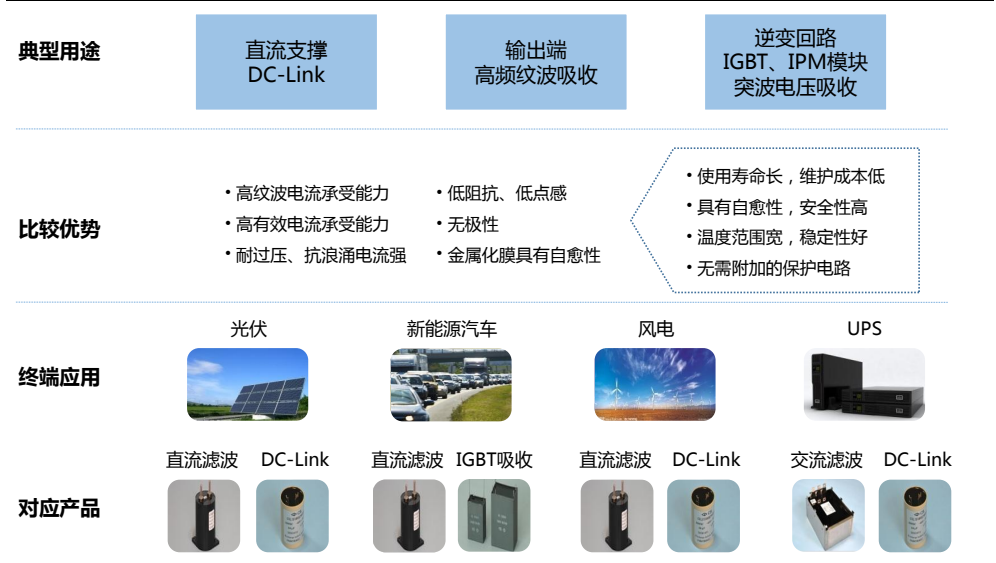 典型用途
直流支撑
DC-Link
输出端
高频纹波吸收
逆变回路
IGBT、IPM模块
突波电压吸收
比较优势
• 高纹波电流承受能力
• 高有效电流承受能力
• 耐过压、抗浪涌电流强
• 低阻抗、低点感
• 无极性
• 金属化膜具有自愈性
• 使用寿命长，维护成本低
• 具有自愈性，安全性高
• 温度范围宽，稳定性好
• 无需附加的保护电路
终端应用
光伏
新能源汽车
风电
UPS
对应产品
直流滤波 DC-Link
直流滤波 IGBT吸收
直流滤波 DC-Link
交流滤波 DC-Link